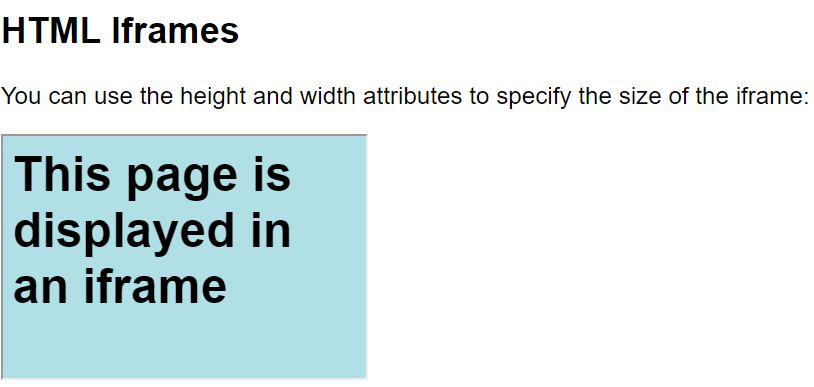 HTML Iframes
You can use the height and width attributes to specify the size of the iframe:
This page is
displayed in
an iframe